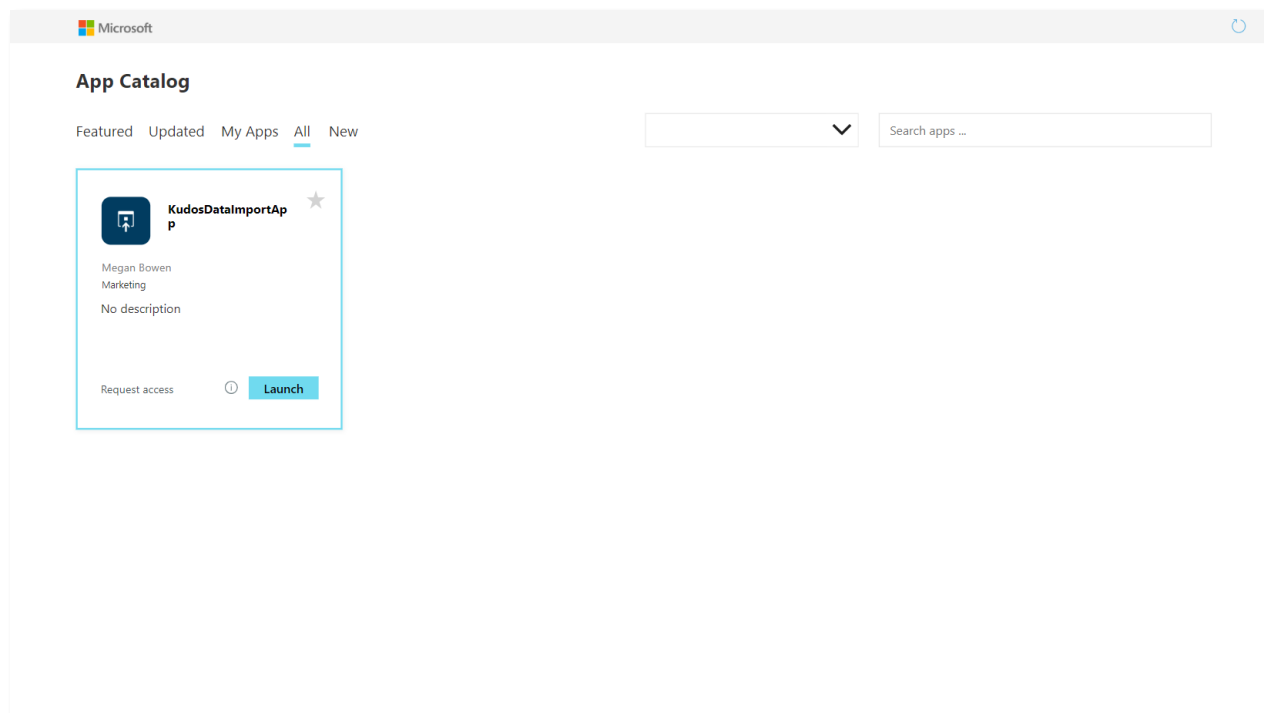 Microsoft
App Catalog
Featured Updated My Apps All New
Search apps ...
KudosDataImportAp
p
Megan Bowen
Marketing
No description
Request access
Launch